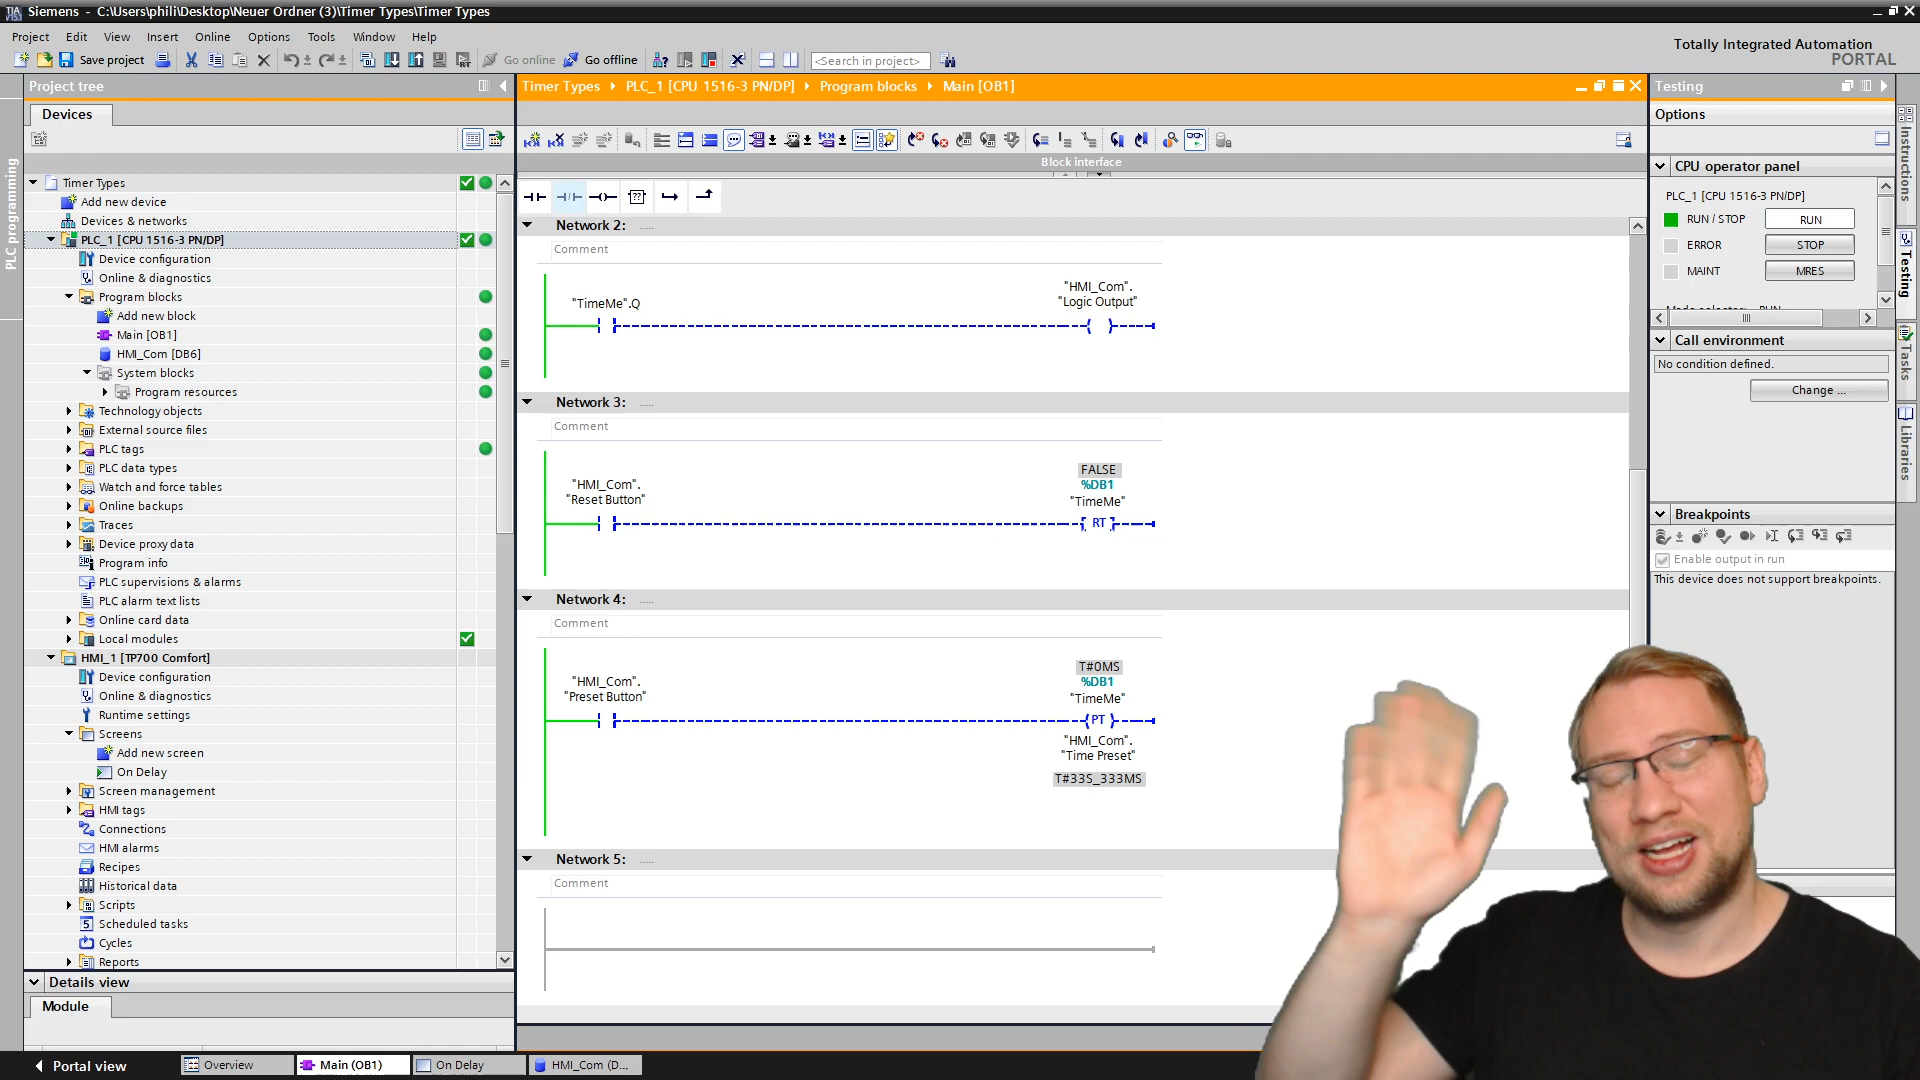 Siemens - C:\Users\phili\Desktop\Neuer Ordner (3)\Timer Types\Timer Types
Project Edit View Insert Online Options Tools Window Help
Totally Integrated Automation
PORTAL
Save project
Go online
Go offline
<Search in project>
Project tree
Devices
PLC programming
Timer Types
Add new device
Devices & networks
PLC_1 [CPU 1516-3 PN/DP]
Device configuration
Online & diagnostics
Program blocks
Add new block
Main [OB1]
HMI_Com [DB6]
System blocks
Program resources
Technology objects
External source files
PLC tags
PLC data types
Watch and force tables
Online backups
Traces
Device proxy data
Program info
PLC supervisions & alarms
PLC alarm text lists
Online card data
Local modules
HMI_1 [TP700 Comfort]
Device configuration
Online & diagnostics
Runtime settings
Screens
Add new screen
On Delay
Screen management
HMI tags
Connections
HMI alarms
Recipes
Historical data
Scripts
Scheduled tasks
Cycles
Reports
Details view
Module
Timer Types PLC_1 [CPU 1516-3 PN/DP] Program blocks Main [OB1]
Block interface
??
Network 2: .....
Comment
"TimeMe".Q
"HMI_Com".
"Logic Output"
Network 3: .....
Comment
"HMI_Com".
"Reset Button"
FALSE
%DB1
"TimeMe"
RT
Network 4: .....
Comment
"HMI_Com".
"Preset Button"
T#0MS
%DB1
"TimeMe"
PT
"HMI_Com".
"Time Preset"
T#33S_333MS
Network 5: .....
Comment
Testing
Options
CPU operator panel
PLC_1 [CPU 1516-3 PN/DP]
RUN / STOP RUN
ERROR STOP
MAINT MRES
Call environment
No condition defined.
Change ...
Breakpoints
Enable output in run
This device does not support breakpoints.
Instructions
Testing
Tasks
Libraries
Portal view
Overview
Main (OB1)
On Delay
HMI_Com (D...